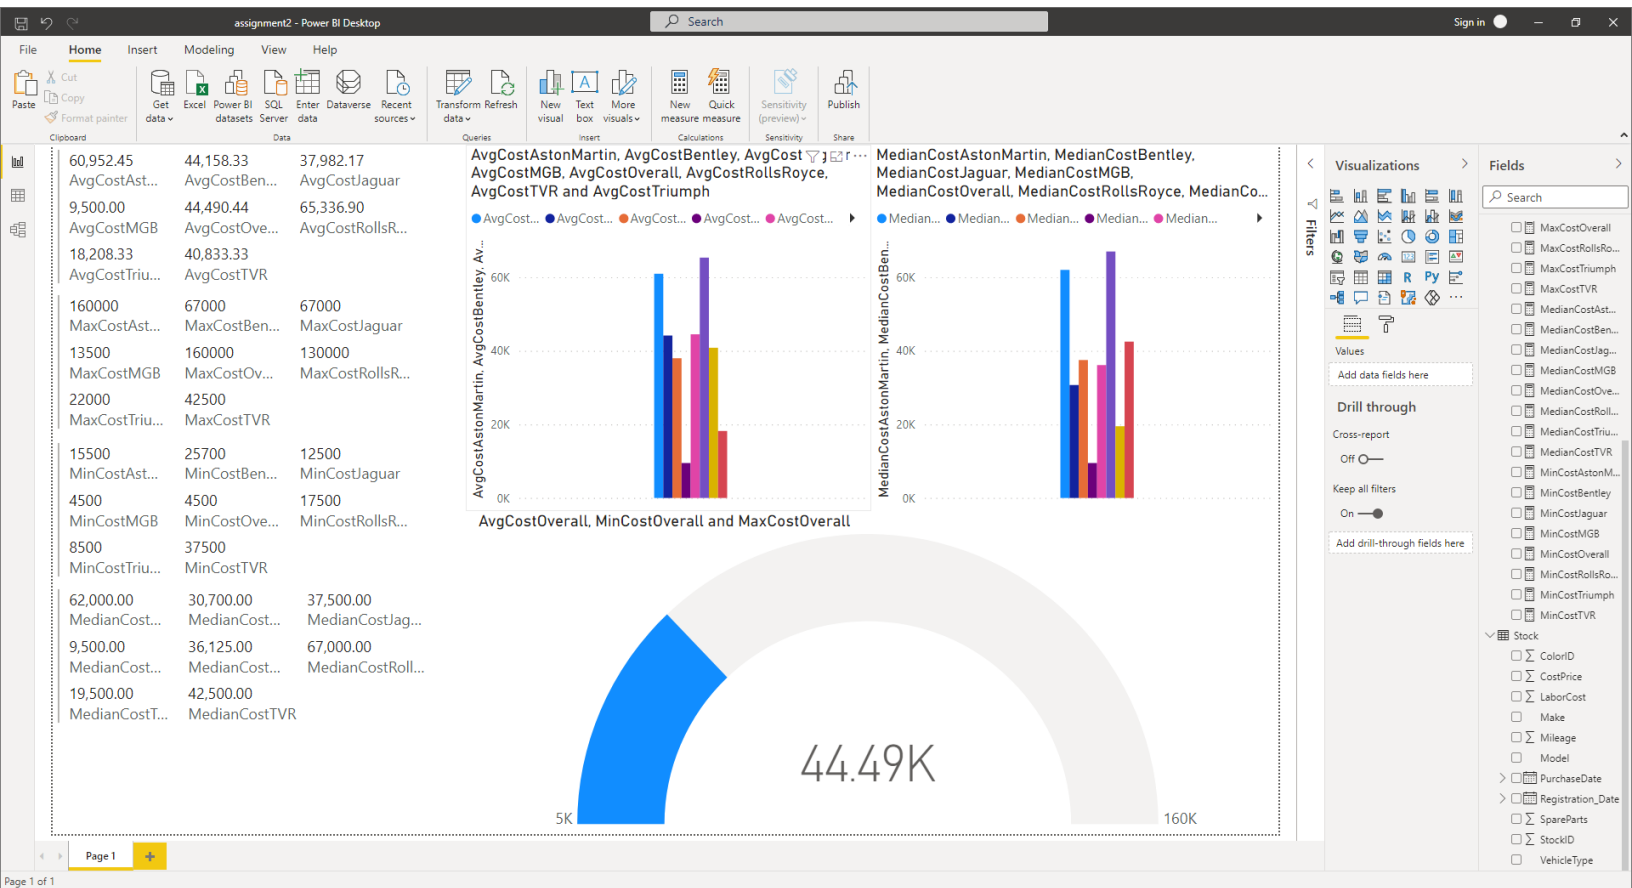 assignment2 - Power BI Desktop
Search
Sign in
File Home Insert Modeling View Help
Paste
Cut
Copy
Format painter
Clipboard
Get data
Excel
Power BI datasets
SQL Server
Enter data
Dataverse
Recent sources
Data
Transform data
Refresh
Queries
New visual
Text box
More visuals
Insert
New measure
Quick measure
Calculations
Sensitivity (preview)
Sensitivity
Publish
Share
60,952.45 44,158.33 37,982.17
AvgCostAst... AvgCostBen... AvgCostJaguar
9,500.00 44,490.44 65,336.90
AvgCostMGB AvgCostOve... AvgCostRollsR...
18,208.33 40,833.33
AvgCostTriu... AvgCostTVR
160000 67000 67000
MaxCostAst... MaxCostBen... MaxCostJaguar
13500 160000 130000
MaxCostMGB MaxCostOv... MaxCostRollsR...
22000 42500
MaxCostTriu... MaxCostTVR
15500 25700 12500
MinCostAst... MinCostBen... MinCostJaguar
4500 4500 17500
MinCostMGB MinCostOve... MinCostRollsR...
8500 37500
MinCostTriu... MinCostTVR
62,000.00 30,700.00 37,500.00
MedianCost... MedianCost... MedianCostJag...
9,500.00 36,125.00 67,000.00
MedianCost... MedianCost... MedianCostRoll...
19,500.00 42,500.00
MedianCostT... MedianCostTVR
AvgCostAstonMartin, AvgCostBentley, AvgCost
AvgCostMGB, AvgCostOverall, AvgCostRollsRoyce,
AvgCostTVR and AvgCostTriumph
AvgCost... AvgCost... AvgCost... AvgCost... AvgCost...
AvgCostAstonMartin, AvgCostBentley, Av...
60K
40K
20K
0K
MedianCostAstonMartin, MedianCostBentley,
MedianCostJaguar, MedianCostMGB,
MedianCostOverall, MedianCostRollsRoyce, MedianCo...
Median... Median... Median... Median... Median...
MedianCostAstonMartin, MedianCostBen...
60K
40K
20K
0K
AvgCostOverall, MinCostOverall and MaxCostOverall
44.49K
5K
160K
Filters
Visualizations
R Py
Values
Add data fields here
Drill through
Cross-report
Off
Keep all filters
On
Add drill-through fields here
Fields
Search
MaxCostOverall
MaxCostRollsRo...
MaxCostTriumph
MaxCostTVR
MedianCostAst...
MedianCostBen...
MedianCostJag...
MedianCostMGB
MedianCostOve...
MedianCostRoll...
MedianCostTriu...
MedianCostTVR
MinCostAstonM...
MinCostBentley
MinCostJaguar
MinCostMGB
MinCostOverall
MinCostRollsRo...
MinCostTriumph
MinCostTVR
Stock
ColorID
CostPrice
LaborCost
Make
Mileage
Model
PurchaseDate
Registration_Date
SpareParts
StockID
VehicleType
Page 1
Page 1 of 1